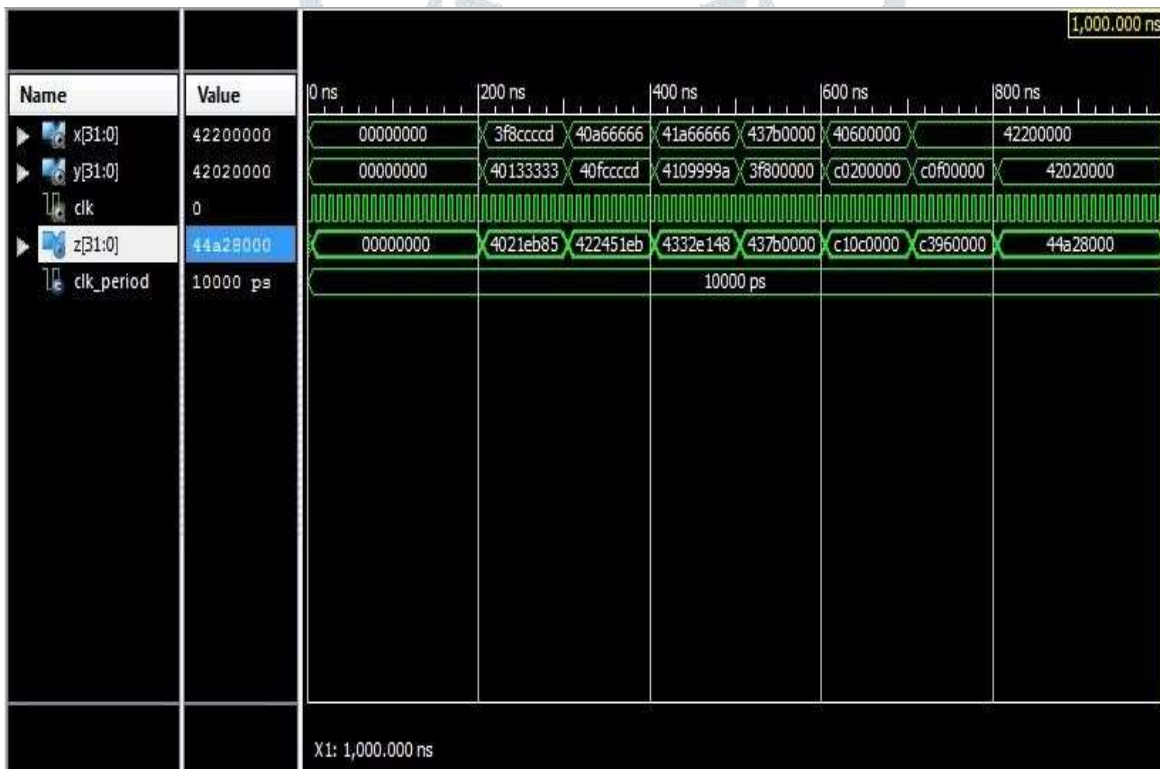 1,000.000 ns
Name Value 0 ns 200 ns 400 ns 600 ns 800 ns
x[31:0] 42200000 00000000 3f8ccccd 40a66666 41a66666 437b0000 40600000 42200000
y[31:0] 42020000 00000000 40133333 40fccccd 4109999a 3f800000 c0200000 c0f00000 42020000
clk 0
z[31:0] 44a28000 00000000 4021eb85 422451eb 4332e148 437b0000 c10c0000 c3960000 44a28000
clk_period 10000 ps 10000 ps
X1: 1,000.000 ns